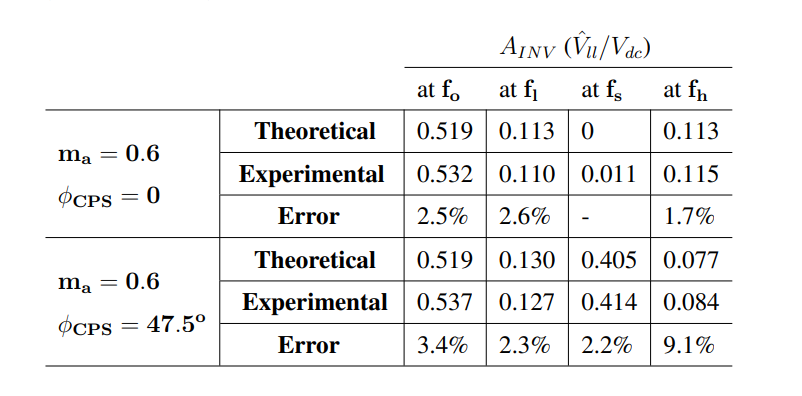 A_INV (V̂_ll/V_dc)
at f_o at f_l at f_s at f_h
m_a = 0.6
ϕ_CPS = 0
Theoretical 0.519 0.113 0 0.113
Experimental 0.532 0.110 0.011 0.115
Error 2.5% 2.6% - 1.7%
m_a = 0.6
ϕ_CPS = 47.5°
Theoretical 0.519 0.130 0.405 0.077
Experimental 0.537 0.127 0.414 0.084
Error 3.4% 2.3% 2.2% 9.1%